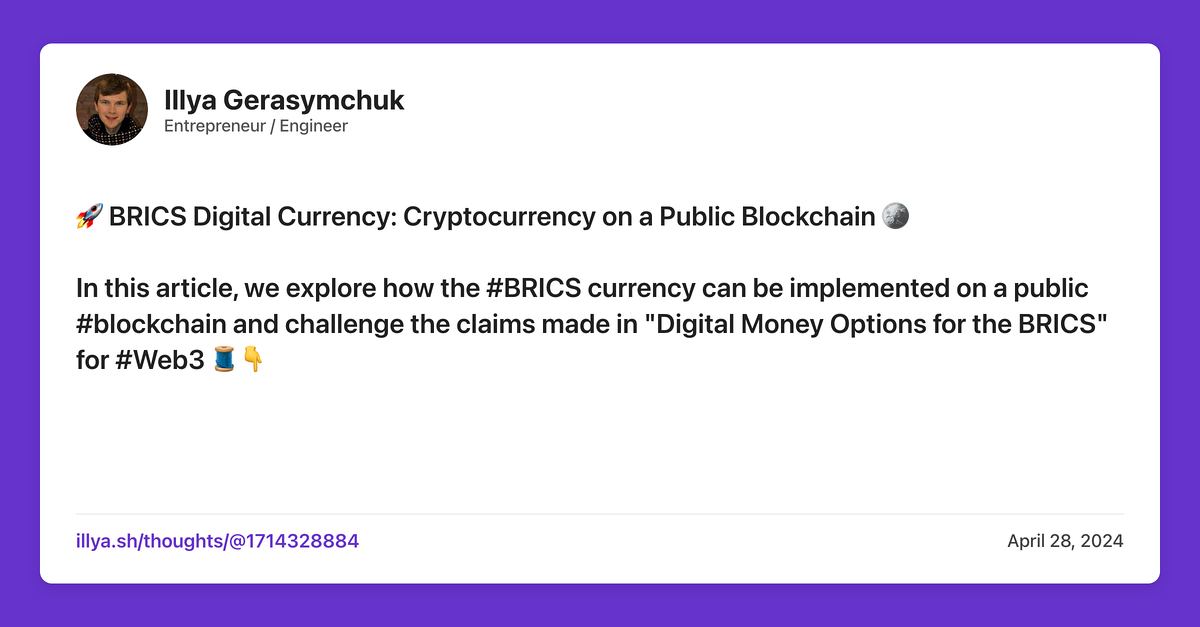 Illya Gerasymchuk
Entrepreneur / Engineer
🚀 BRICS Digital Currency: Cryptocurrency on a Public Blockchain 🌑
In this article, we explore how the #BRICS currency can be implemented on a public
#blockchain and challenge the claims made in "Digital Money Options for the BRICS"
for #Web3 🧵👇
illya.sh/thoughts/@1714328884
April 28, 2024